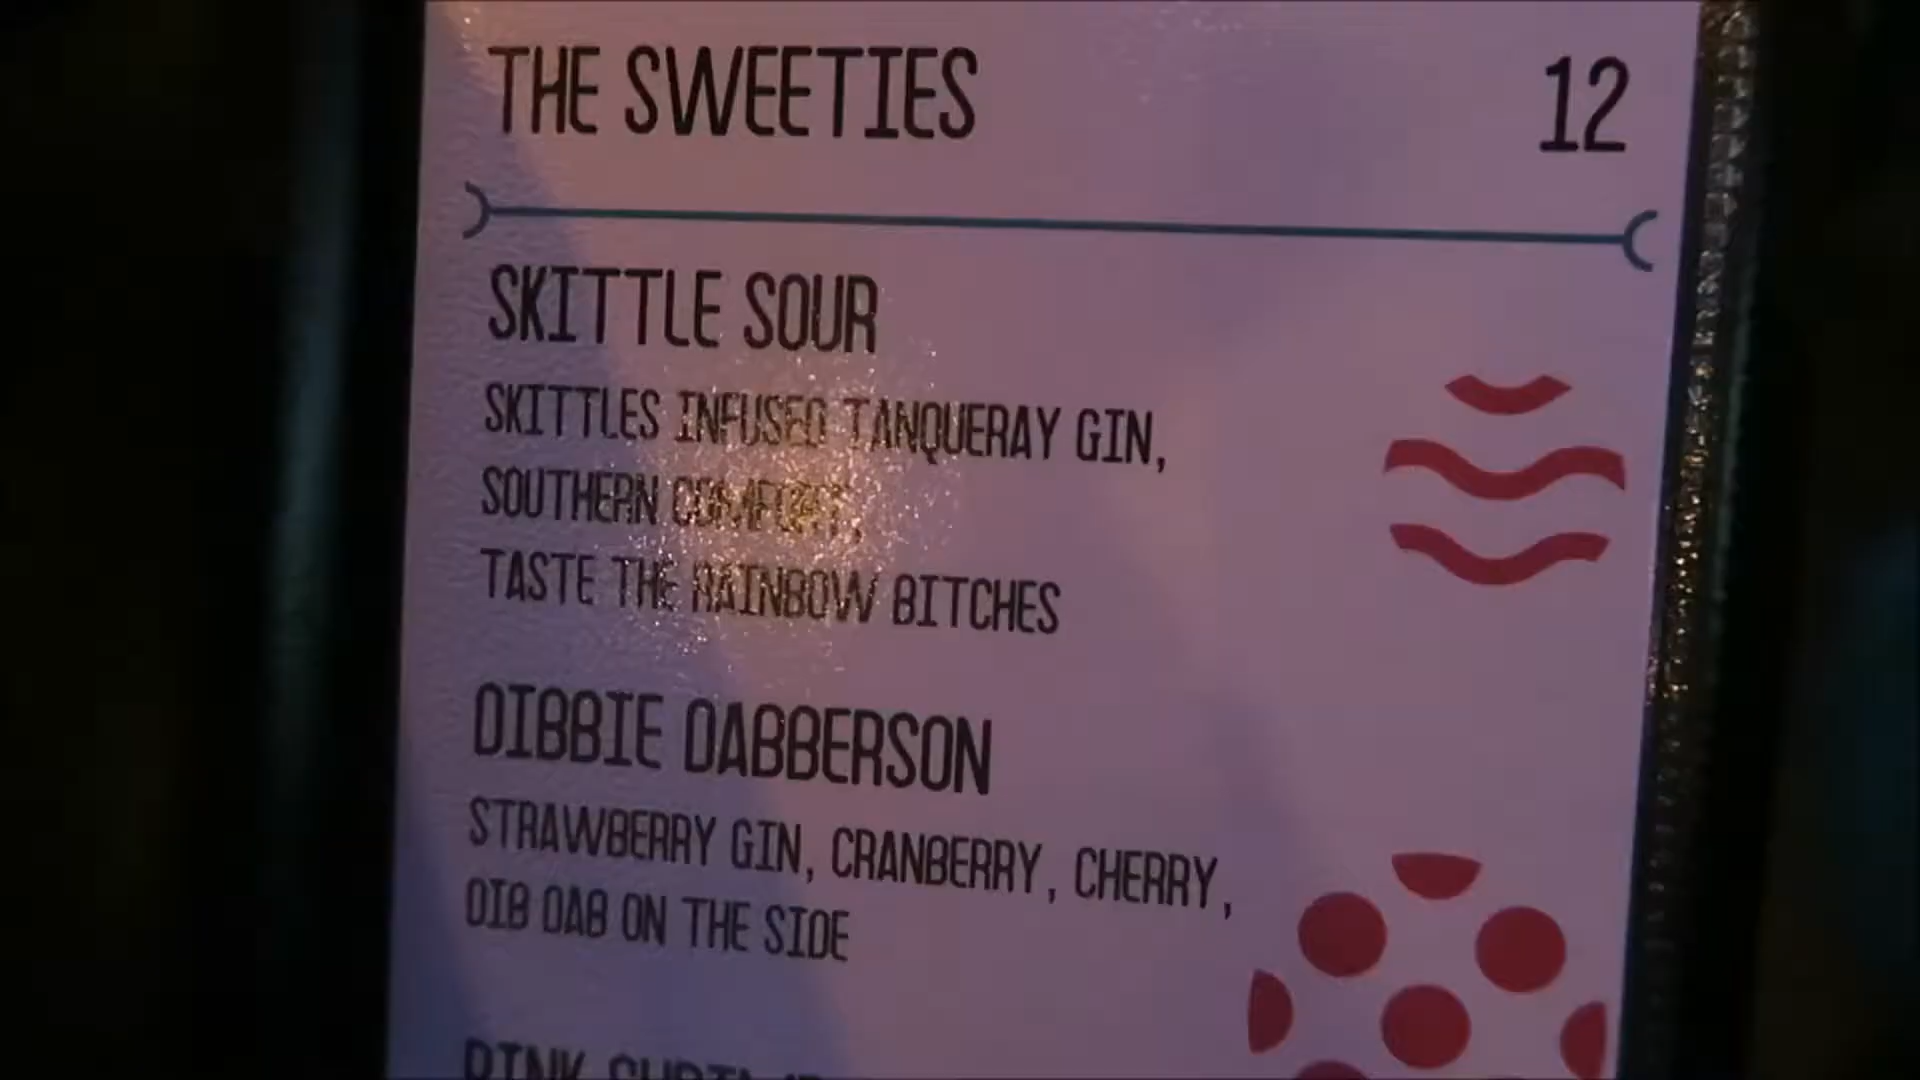 THE SWEETIES 12
SKITTLE SOUR
SKITTLES INFUSED TANQUERAY GIN,
SOUTHERN COMFORT,
TASTE THE RAINBOW BITCHES
DIBBIE DABBERSON
STRAWBERRY GIN, CRANBERRY, CHERRY,
DIB DAB ON THE SIDE
PINK